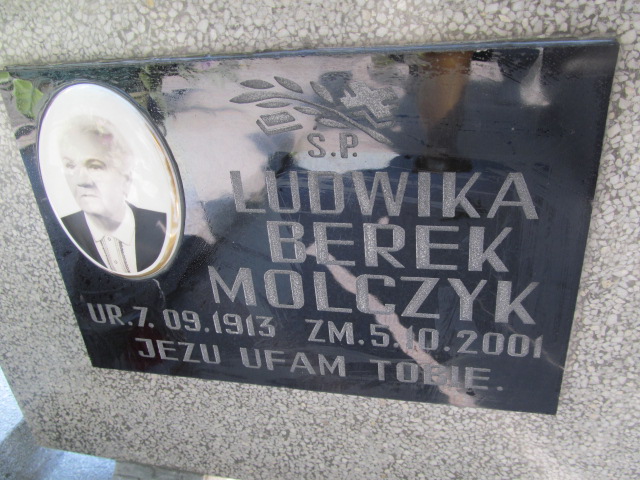 Ś.P.
LUDWIKA
BEREK
MOLCZYK
UR.7.09.1913 ZM.5.10.2001
JEZU UFAM TOBIE.